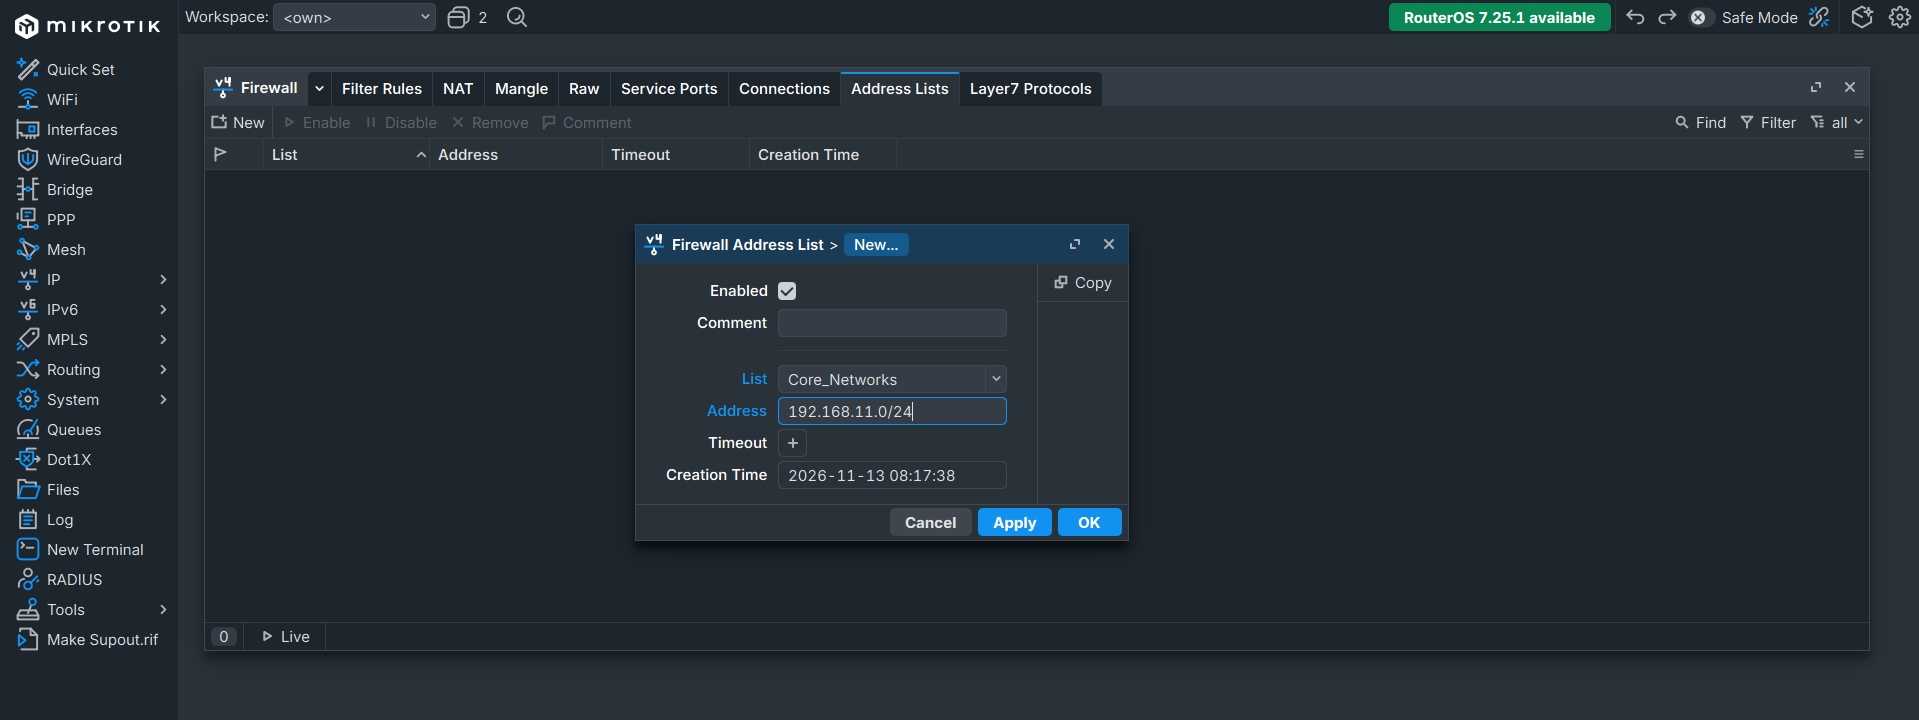 mikrotik
Workspace: <own> 2
RouterOS 7.25.1 available
Safe Mode
Quick Set
WiFi
Interfaces
WireGuard
Bridge
PPP
Mesh
IP
IPv6
MPLS
Routing
System
Queues
Dot1X
Files
Log
New Terminal
RADIUS
Tools
Make Supout.rif
v4 Firewall Filter Rules NAT Mangle Raw Service Ports Connections Address Lists Layer7 Protocols
New Enable Disable Remove Comment Find Filter all
List Address Timeout Creation Time
v4 Firewall Address List > New...
Enabled
Copy
Comment
List Core_Networks
Address 192.168.11.0/24
Timeout +
Creation Time 2026-11-13 08:17:38
Cancel Apply OK
0 Live